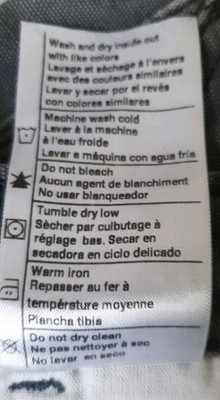 Wash and dry inside out
with like colors
Lavage et séchage à l'envers
avec des couleurs similaires
Lavar y secar por el revés
con colores similares
Machine wash cold
Laver à la machine
à l'eau froide
Lavar a máquina con agua fria
Do not bleach
Aucun agent de blanchiment
No usar blanqueador
Tumble dry low
Sècher par culbutage à
réglage bas. Secar en
secadora en ciclo delicado
Warm iron
Repasser au fer à
température moyenne
Plancha tibia
Do not dry clean
Ne pas nettoyer à sec
No lavar en seco